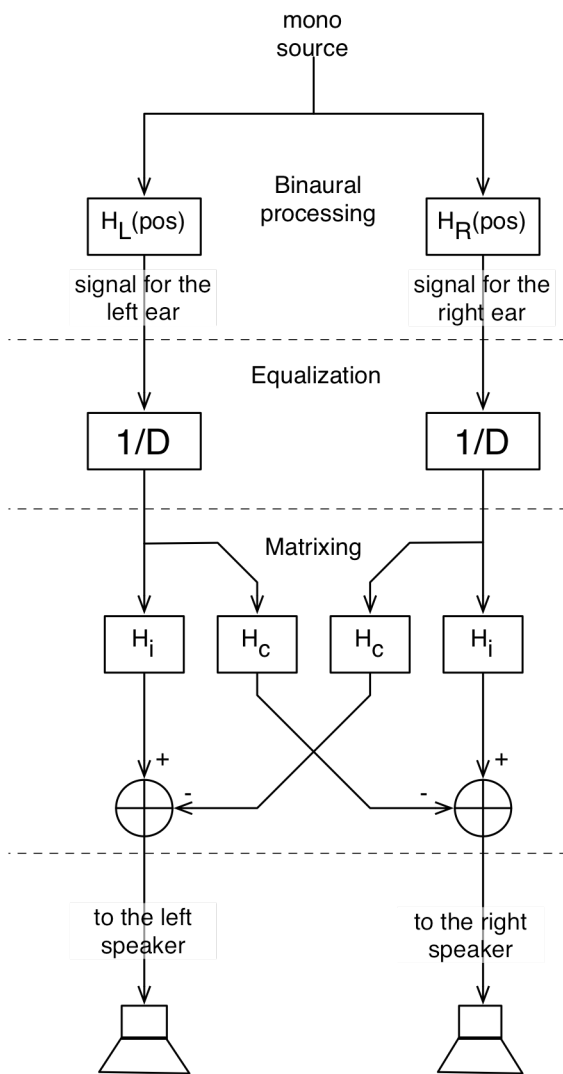 mono
source
Binaural
processing
H_L(pos)
H_R(pos)
signal for the
left ear
signal for the
right ear
Equalization
1/D
1/D
Matrixing
H_i
H_c
H_c
H_i
+
-
-
+
to the left
speaker
to the right
speaker